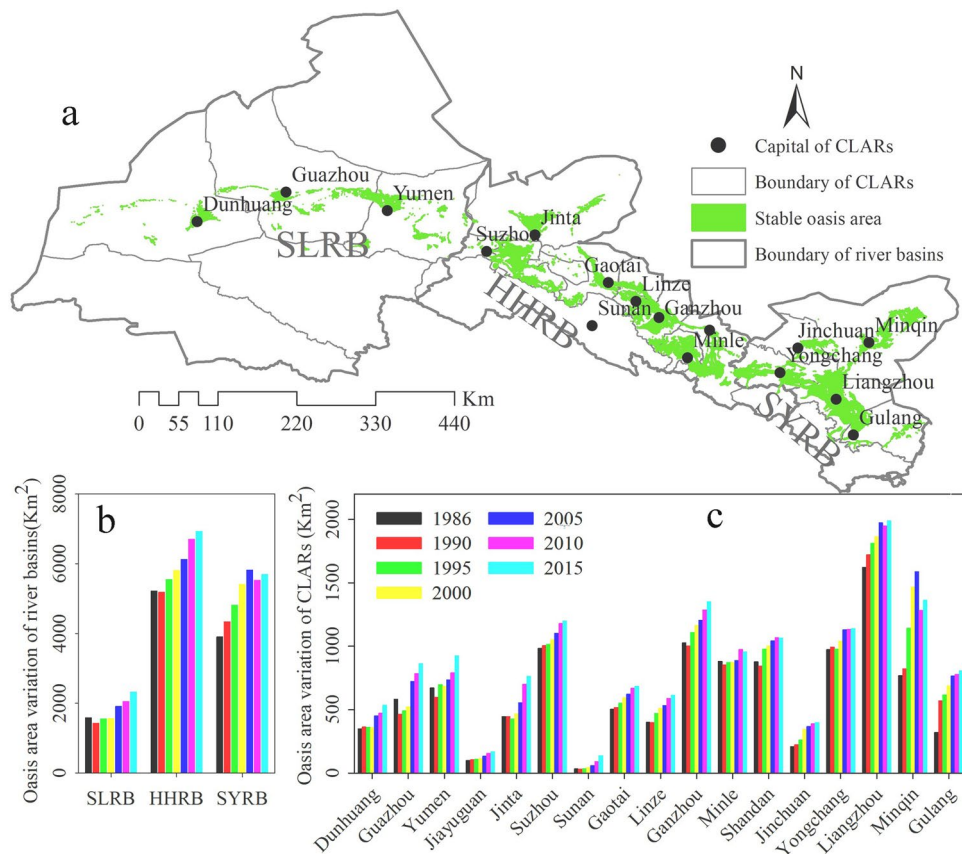 a
N
Capital of CLARs
Boundary of CLARs
Stable oasis area
Boundary of river basins
Guazhou
Dunhuang
Yumen
SLRB
Jinta
Suzho
Gaotai
Linze
Sunan
Ganzhou
HHRB
Minle
Jinchuan
Minqin
Yongchang
Liangzhou
SYRB
Gulang
Km
0 55 110 220 330 440
b
Oasis area variation of river basins(Km²)
8000
6000
4000
2000
0
SLRB HHRB SYRB
c
Oasis area variation of CLARs (Km²)
2000
1500
1000
500
0
1986 2005
1990 2010
1995 2015
2000
Dunhuang
Guazhou
Yumen
Jiayuguan
Jinta
Suzhou
Sunan
Gaotai
Linze
Ganzhou
Minle
Shandan
Jinchuan
Yongchang
Liangzhou
Minqin
Gulang